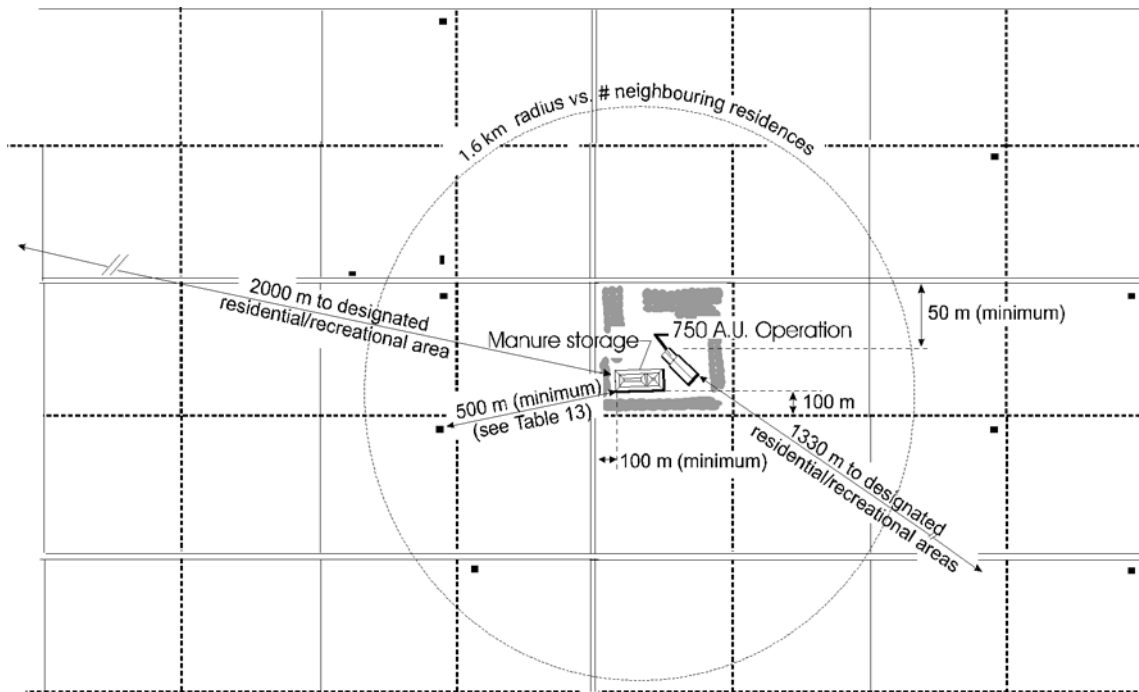 1.6 km radius vs. # neighbouring residences
2000 m to designated
residential/recreational area
Manure storage
750 A.U. Operation
50 m (minimum)
500 m (minimum)
(see Table 13)
100 m
100 m (minimum)
1330 m to designated
residential/recreational areas